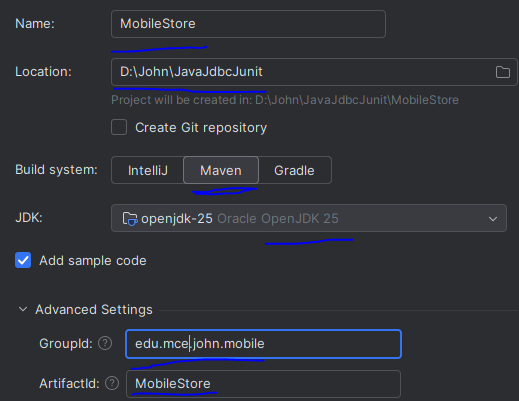 Name: MobileStore
Location: D:\John\JavaJdbcJunit
Project will be created in: D:\John\JavaJdbcJunit\MobileStore
Create Git repository
Build system: IntelliJ Maven Gradle
JDK: openjdk-25 Oracle OpenJDK 25
Add sample code
Advanced Settings
GroupId: ? edu.mce.john.mobile
ArtifactId: ? MobileStore